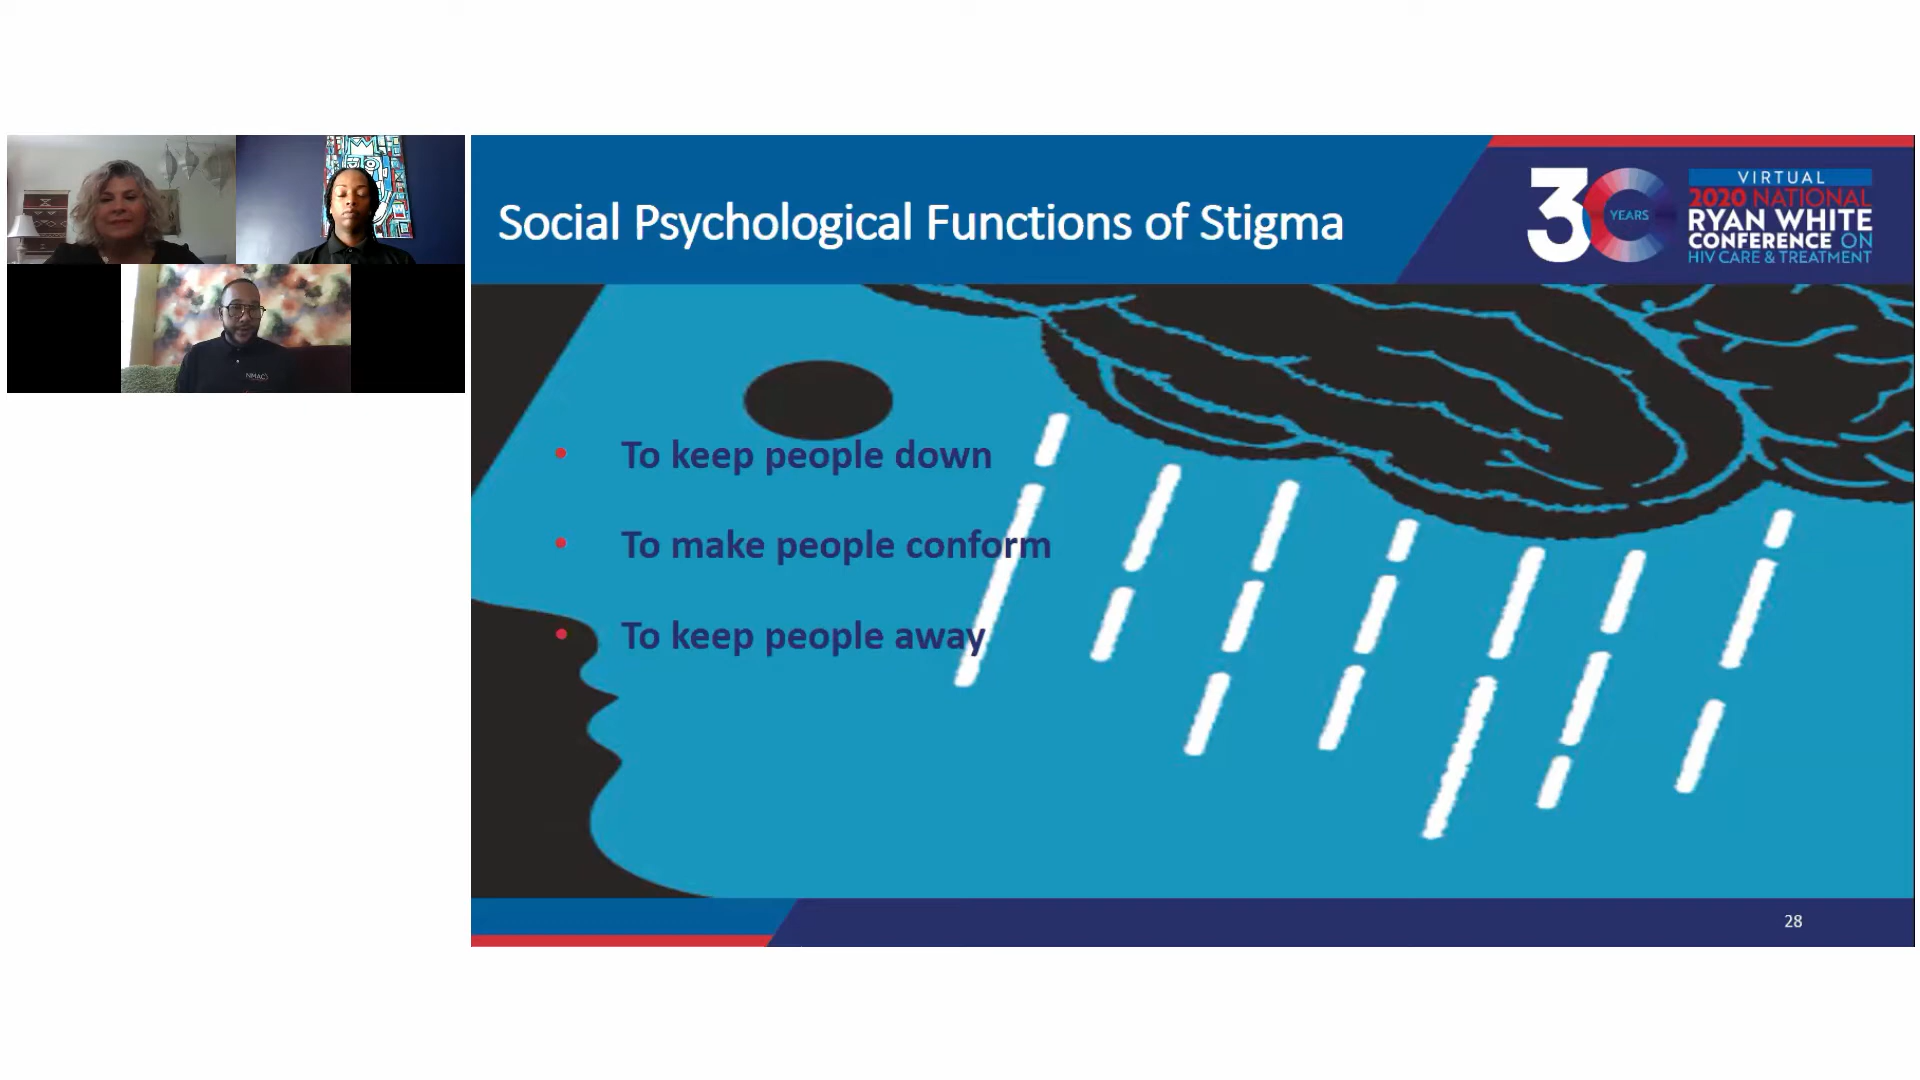 Social Psychological Functions of Stigma
30
YEARS
VIRTUAL
2020 NATIONAL
RYAN WHITE
CONFERENCE ON
HIV CARE & TREATMENT
• To keep people down
• To make people conform
• To keep people away
NMAC
28